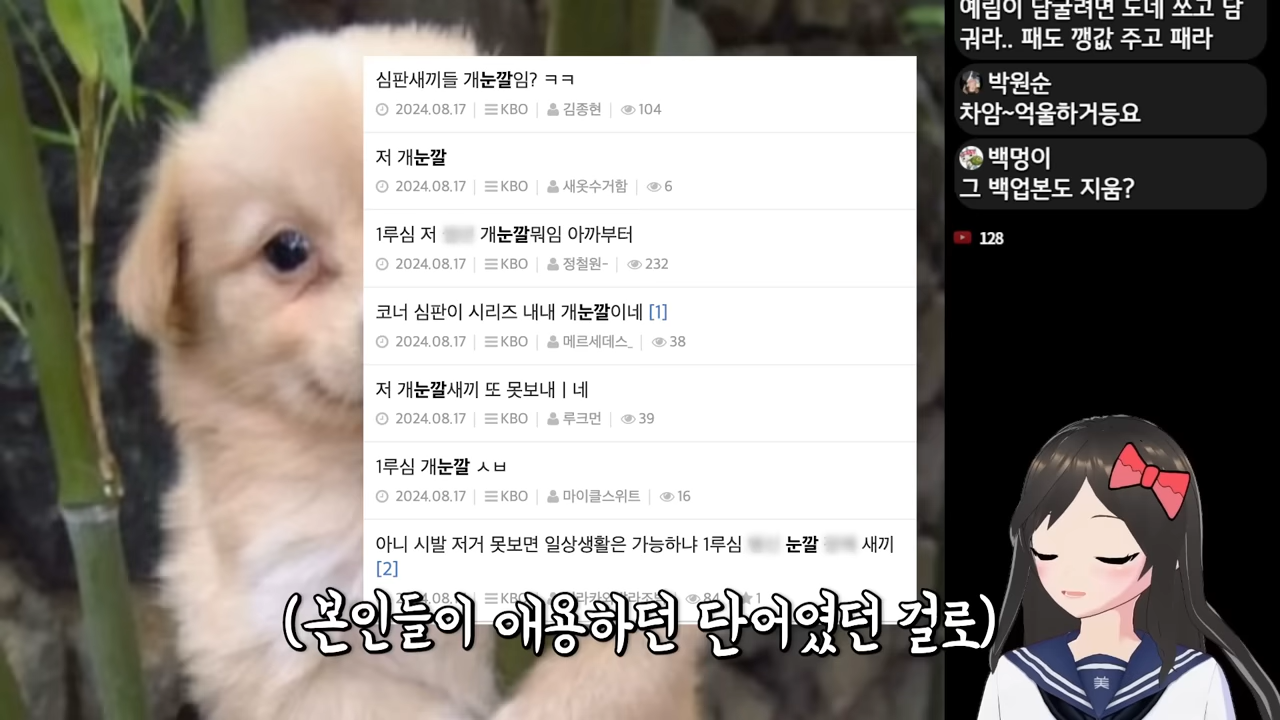 심판새끼들 개눈깔임? ㅋㅋ
2024.08.17 KBO 김종현 104
저 개눈깔
2024.08.17 KBO 새옷수거함 6
1루심 저 개눈깔뭐임 아까부터
2024.08.17 KBO 정철원- 232
코너 심판이 시리즈 내내 개눈깔이네 [1]
2024.08.17 KBO 메르세데스_ 38
저 개눈깔새끼 또 못보내ㅣ네
2024.08.17 KBO 루크먼 39
1루심 개눈깔 ㅅㅂ
2024.08.17 KBO 마이클스위트 16
아니 시발 저거 못보면 일상생활은 가능하냐 1루심 눈깔 새끼
[2]
(본인들이 애용하던 단어였던 걸로)
예림이 담굴려면 도네 쓰고 담
궈라.. 패도 깽값 주고 패라
박원순
차암~억울하거등요
백멍이
그 백업본도 지움?
128
美